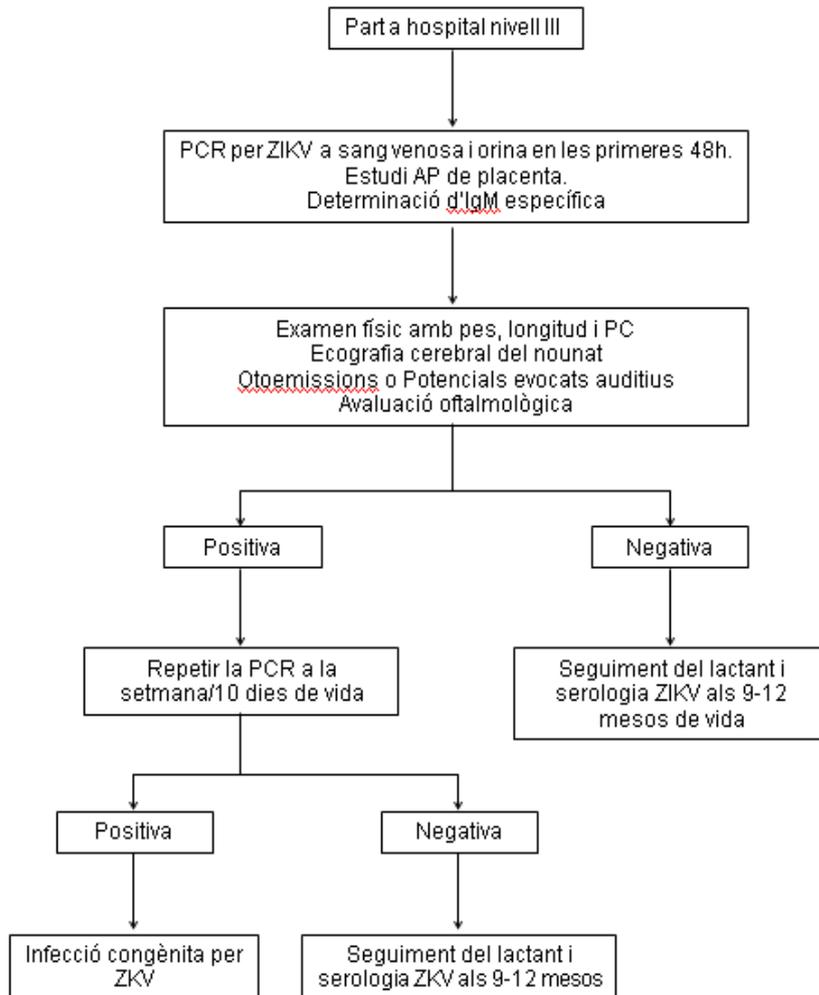 Part a hospital nivell III
PCR per ZIKV a sang venosa i orina en les primeres 48h.
Estudi AP de placenta.
Determinació d'IgM específica
Examen físic amb pes, longitud i PC
Ecografia cerebral del nounat
Otoemissions o Potencials evocats auditius
Avaluació oftalmològica
Positiva
Negativa
Repetir la PCR a la
setmana/10 dies de vida
Seguiment del lactant i
serologia ZIKV als 9-12
mesos de vida
Positiva
Negativa
Infecció congènita per
ZKV
Seguiment del lactant i
serologia ZKV als 9-12 mesos